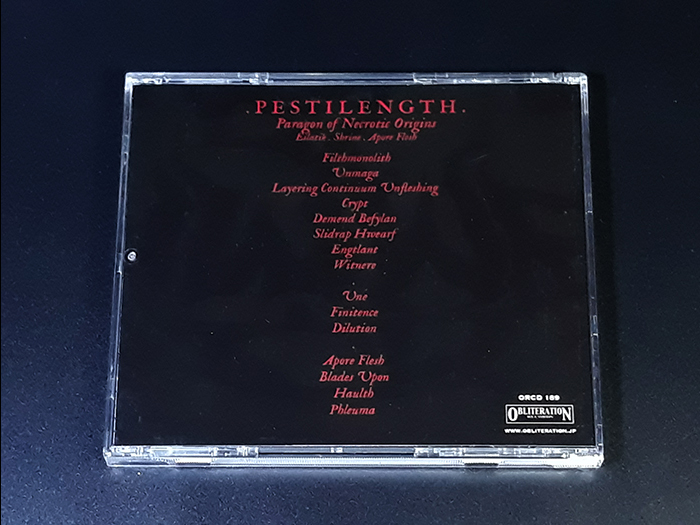 .PESTILENGTH.
Paragon of Necrotic Origins
Eilatik . Shrine . Apore Flesh
Filthmonolith
Unmaga
Layering Continuum Unfleshing
Crypt
Demend Befylan
Slidrap Hwearf
Engtlant
Witnere
Une
Finitence
Dilution
Apore Flesh
Blades Upon
Haulth
Phleuma
ORCD 189
OBLITERATION
WWW.OBLITERATION.JP